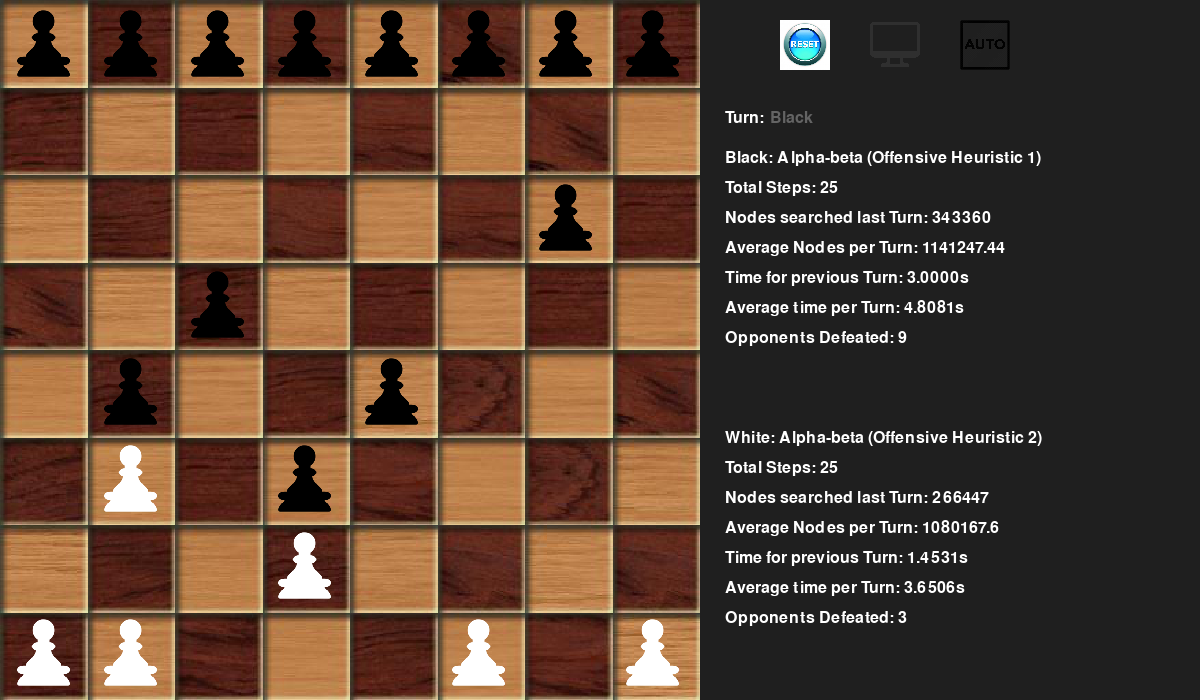 RESET
AUTO
Turn: Black
Black: Alpha-beta (Offensive Heuristic 1)
Total Steps: 25
Nodes searched last Turn: 343360
Average Nodes per Turn: 1141247.44
Time for previous Turn: 3.0000s
Average time per Turn: 4.8081s
Opponents Defeated: 9
White: Alpha-beta (Offensive Heuristic 2)
Total Steps: 25
Nodes searched last Turn: 266447
Average Nodes per Turn: 1080167.6
Time for previous Turn: 1.4531s
Average time per Turn: 3.6506s
Opponents Defeated: 3